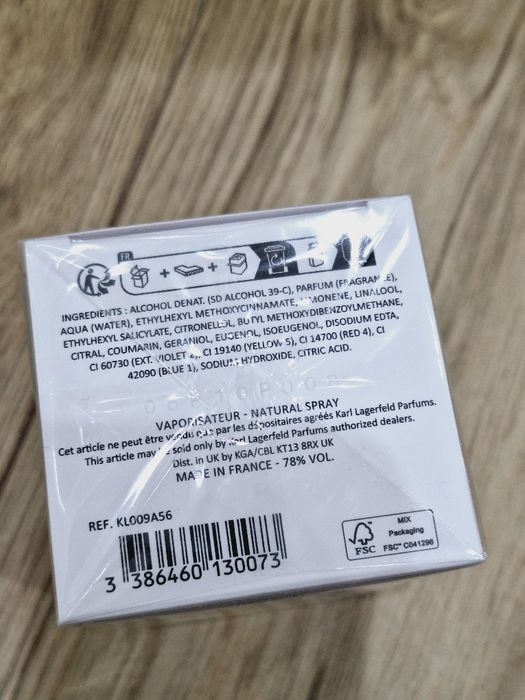 FR
+ +
INGREDIENTS : ALCOHOL DENAT. (SD ALCOHOL 39-C), PARFUM (FRAGRANCE),
AQUA (WATER), ETHYLHEXYL METHOXYCINNAMATE, LIMONENE, LINALOOL,
ETHYLHEXYL SALICYLATE, CITRONELLOL, BUTYL METHOXYDIBENZOYLMETHANE,
CITRAL, COUMARIN, GERANIOL, EUGENOL, ISOEUGENOL, DISODIUM EDTA,
CI 60730 (EXT. VIOLET 2), CI 19140 (YELLOW 5), CI 14700 (RED 4), CI
42090 (BLUE 1), SODIUM HYDROXIDE, CITRIC ACID.
VAPORISATEUR - NATURAL SPRAY
Cet article ne peut être vendu que par les dépositaires agréés Karl Lagerfeld Parfums.
This article may be sold only by Karl Lagerfeld Parfums authorized dealers.
Dist. in UK by KGA/CBL KT13 8RX UK
MADE IN FRANCE - 78% VOL.
REF. KL009A56
3 386460 130073
FSC
MIX
Packaging
FSC™ C041298